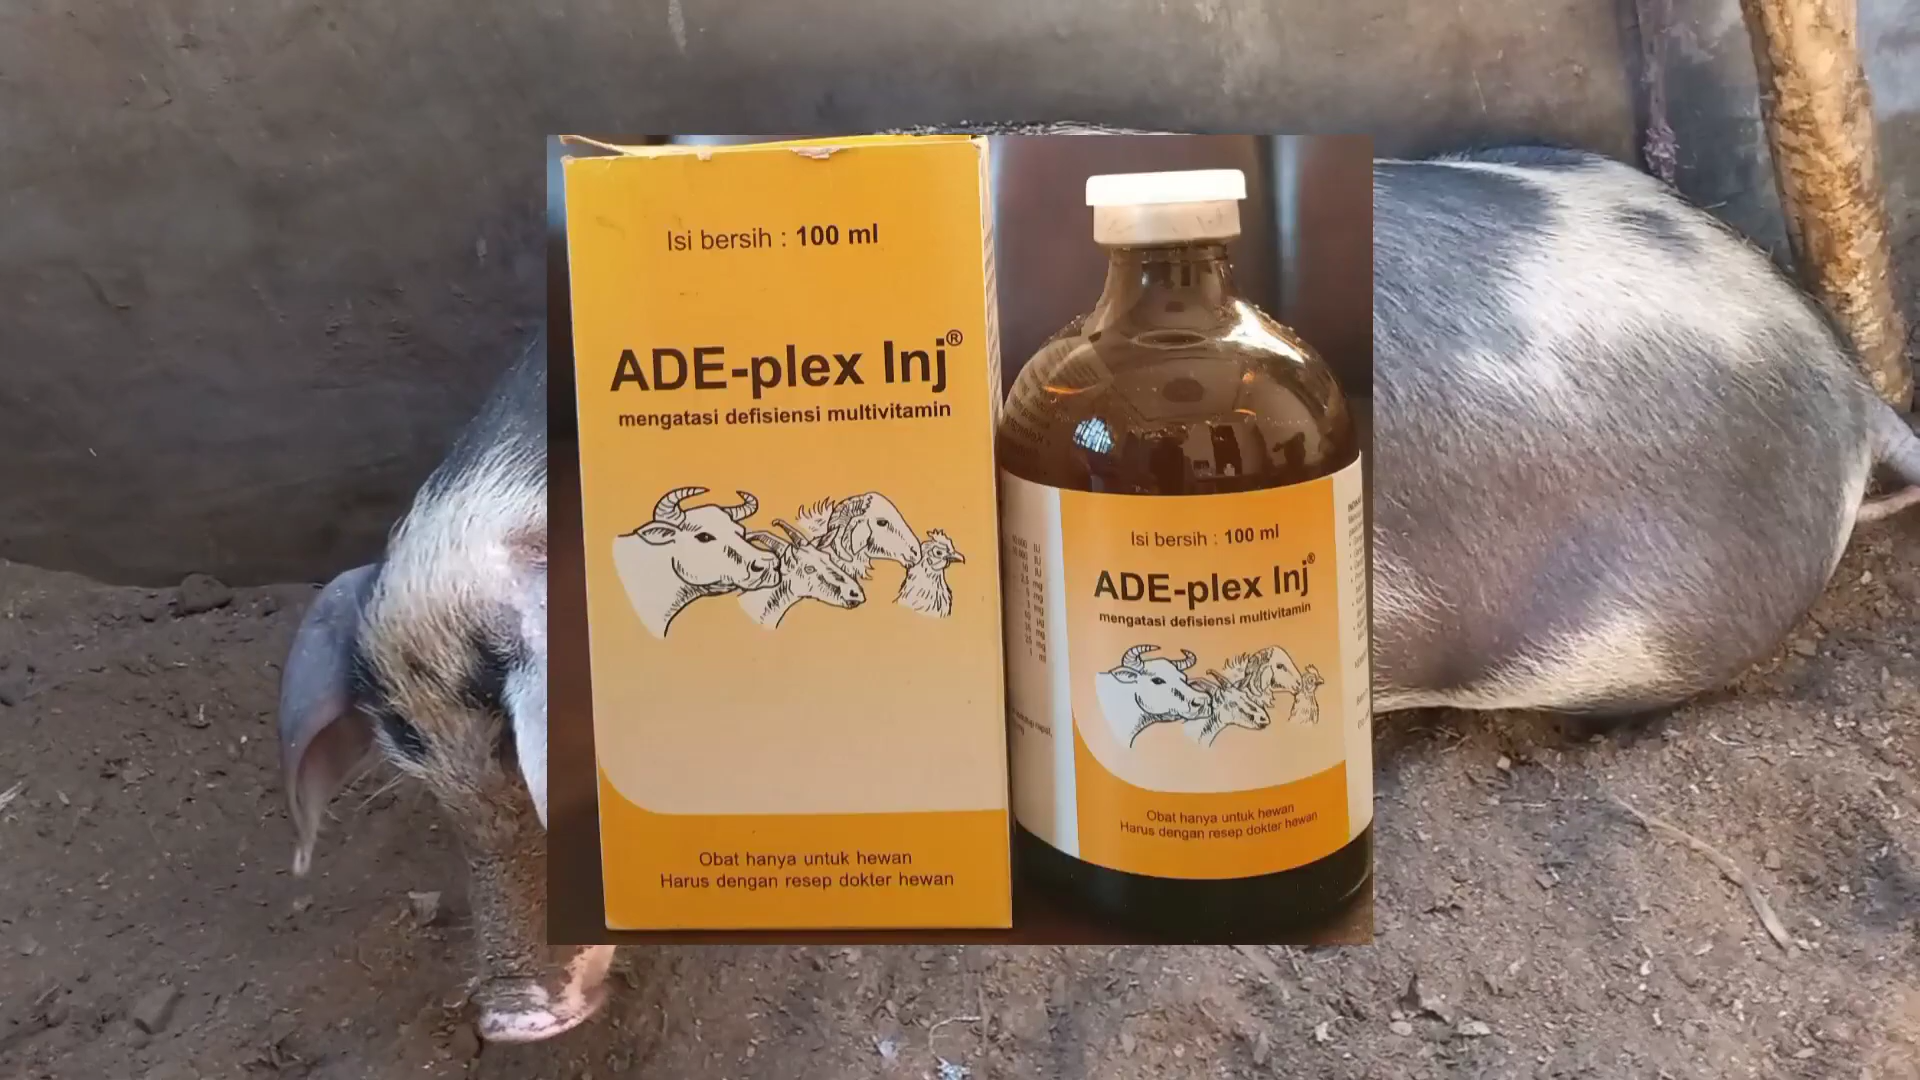 Isi bersih : 100 ml
ADE-plex Inj®
mengatasi defisiensi multivitamin
Obat hanya untuk hewan
Harus dengan resep dokter hewan
Isi bersih : 100 ml
ADE-plex Inj®
mengatasi defisiensi multivitamin
Obat hanya untuk hewan
Harus dengan resep dokter hewan